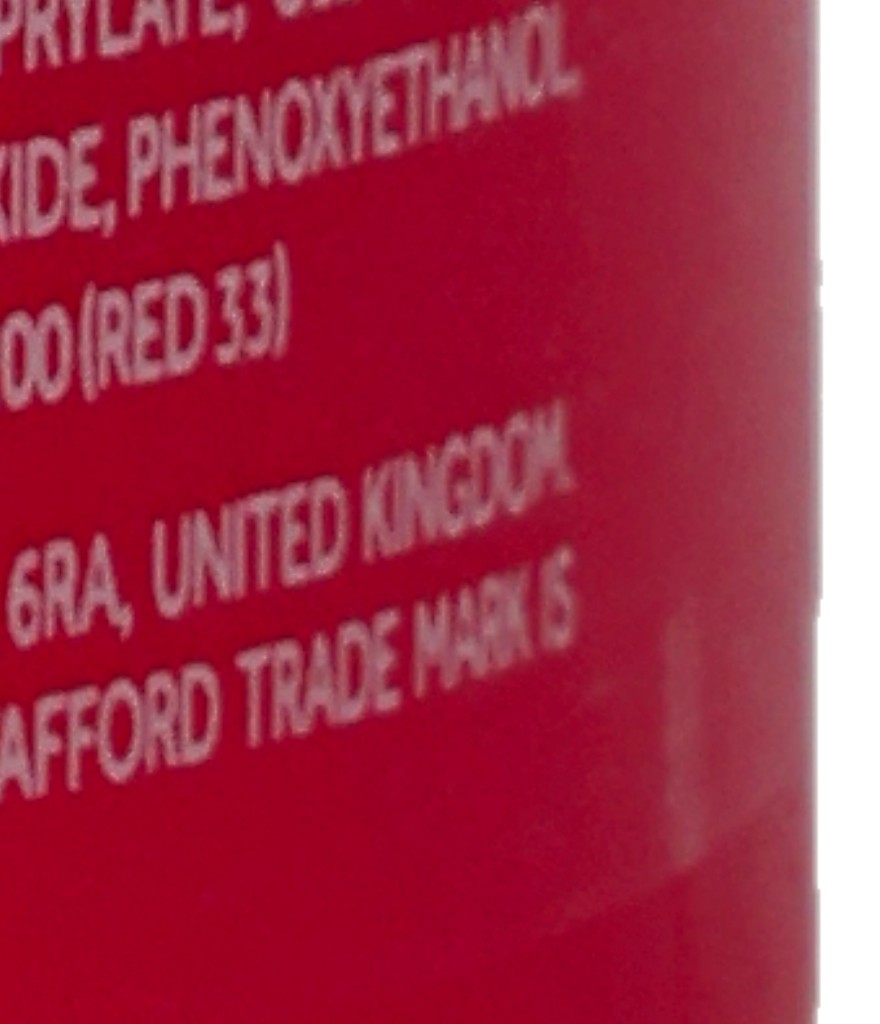 PRYLATE,
XIDE, PHENOXYETHANOL,
00 (RED 33)
6RA, UNITED KINGDOM.
AFFORD TRADE MARK IS